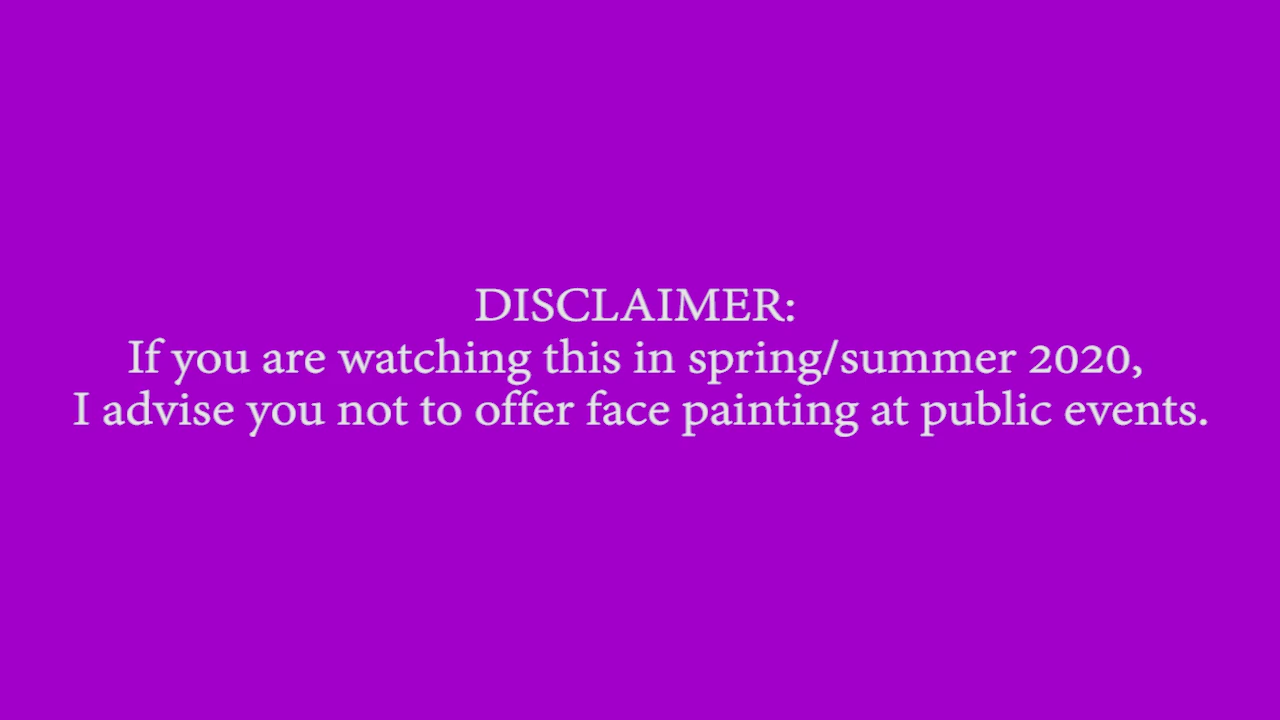 DISCLAIMER:
If you are watching this in spring/summer 2020,
I advise you not to offer face painting at public events.